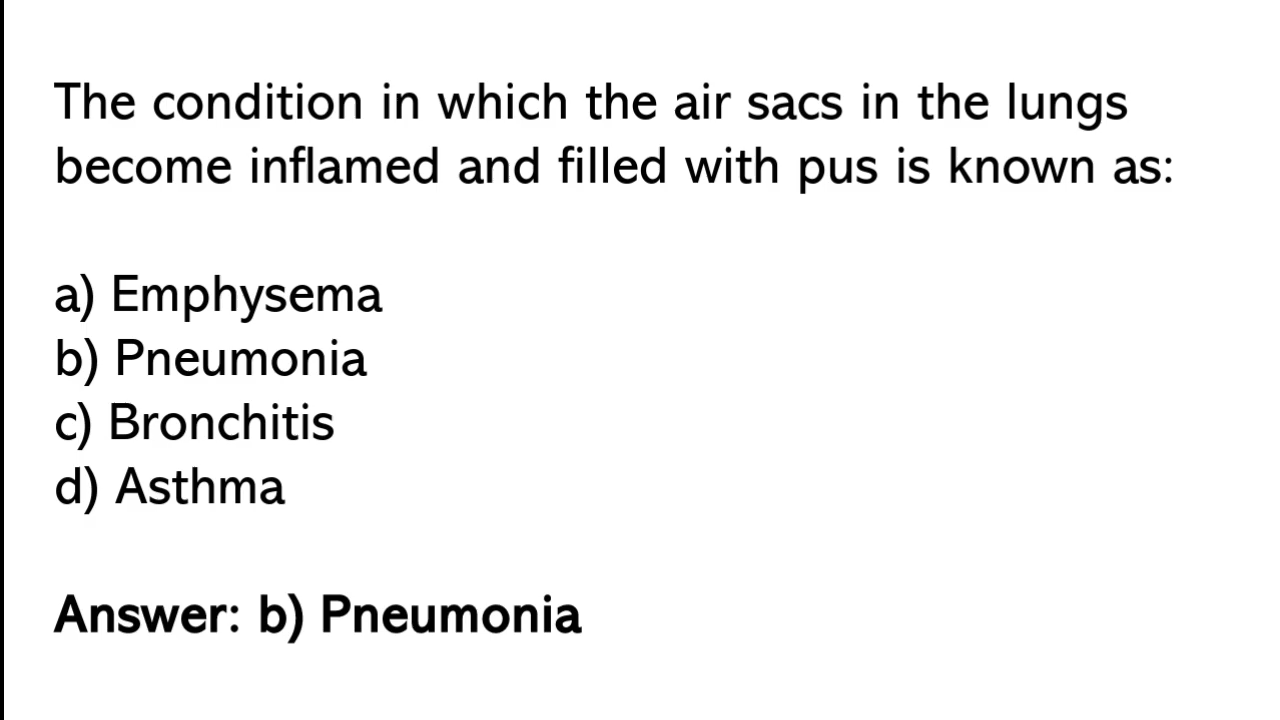 The condition in which the air sacs in the lungs
become inflamed and filled with pus is known as:
a) Emphysema
b) Pneumonia
c) Bronchitis
d) Asthma
Answer: b) Pneumonia